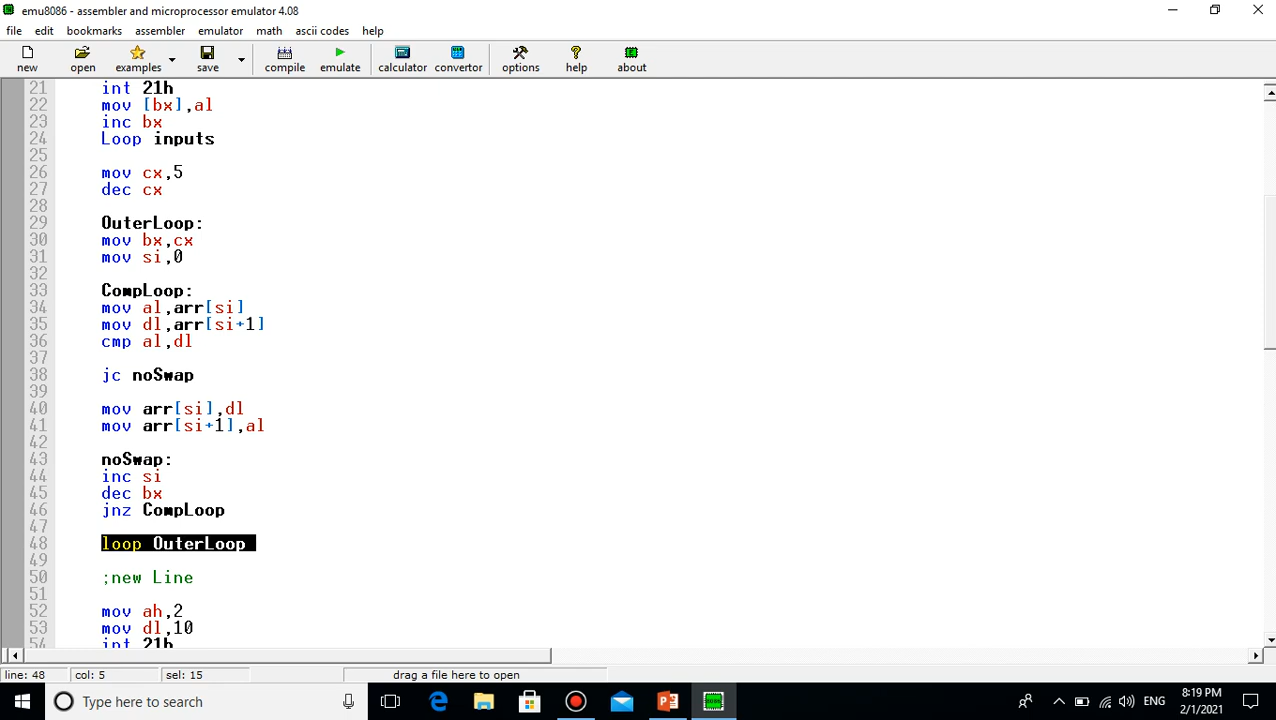 emu8086 - assembler and microprocessor emulator 4.08
file edit bookmarks assembler emulator math ascii codes help
new open examples save compile emulate calculator convertor options help about
21 int 21h
22 mov [bx],al
23 inc bx
24 Loop inputs
25
26 mov cx,5
27 dec cx
28
29 OuterLoop:
30 mov bx,cx
31 mov si,0
32
33 CompLoop:
34 mov al,arr[si]
35 mov dl,arr[si+1]
36 cmp al,dl
37
38 jc noSwap
39
40 mov arr[si],dl
41 mov arr[si+1],al
42
43 noSwap:
44 inc si
45 dec bx
46 jnz CompLoop
47
48 loop OuterLoop
49
50 ;new Line
51
52 mov ah,2
53 mov dl,10
54 int 21h
line: 48 col: 5 sel: 15 drag a file here to open
Type here to search ENG 8:19 PM
2/1/2021